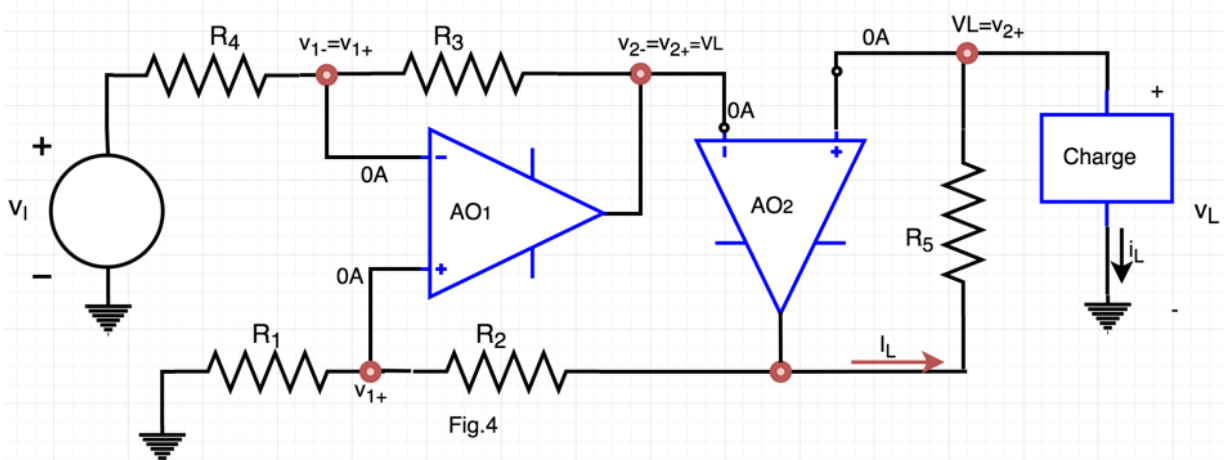 R4
v1-=v1+
R3
v2-=v2+=VL
0A
VL=v2+
0A
+
+
-
+
Charge
-
0A
vI
AO1
AO2
vL
R5
iL
0A
+
-
-
R1
R2
IL
v1+
Fig.4